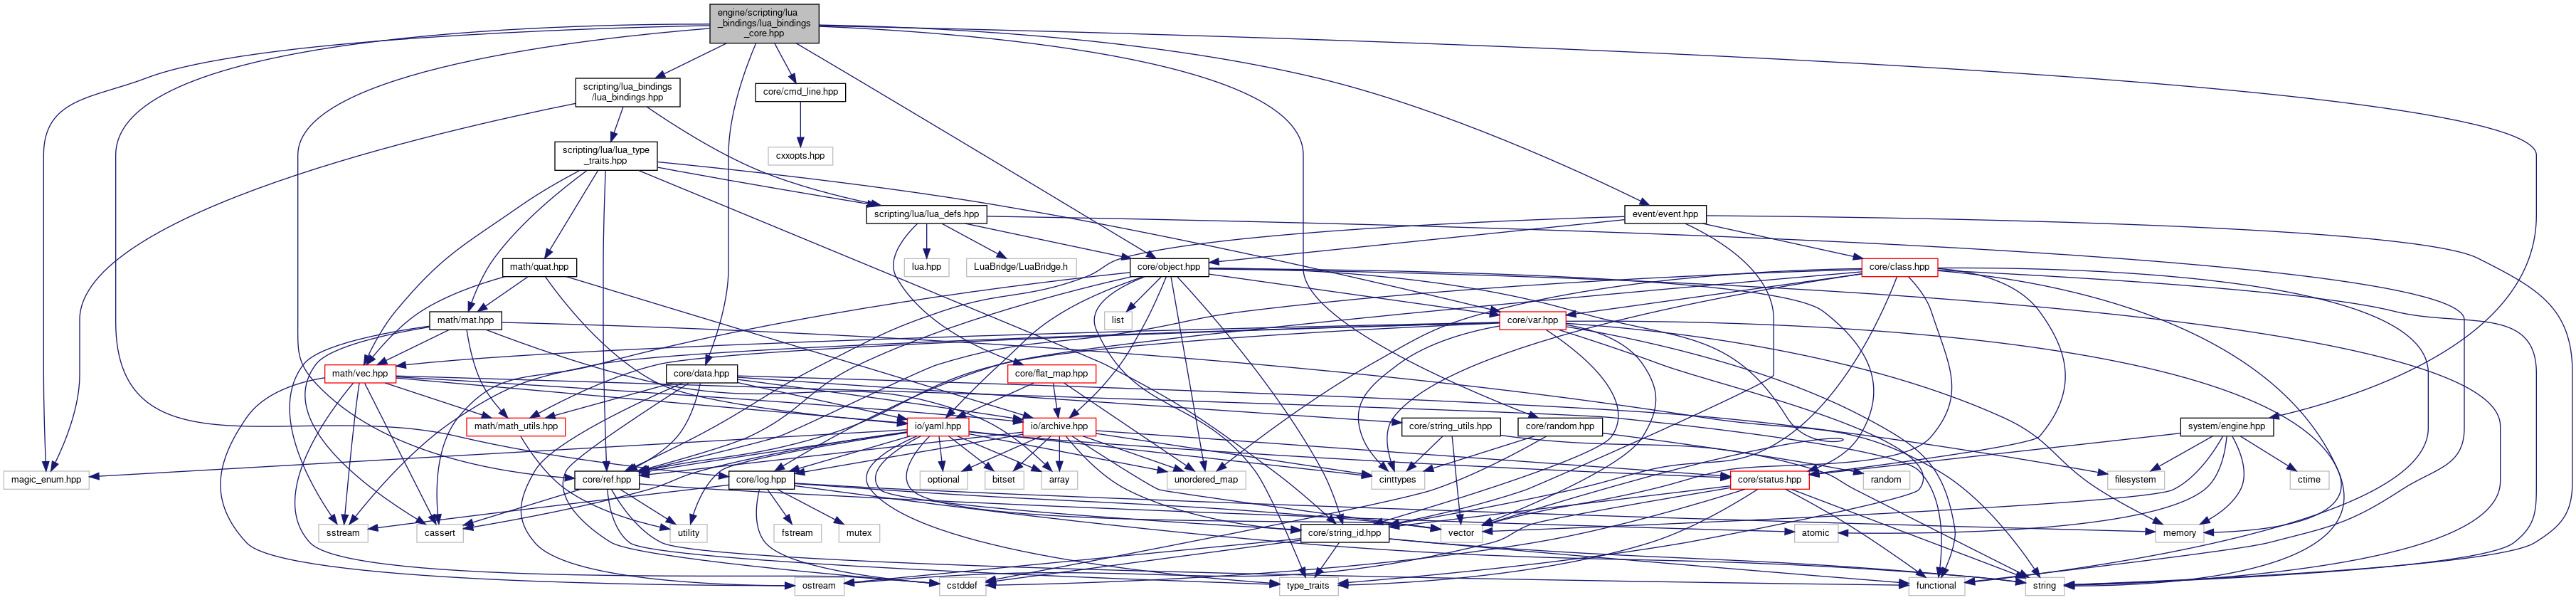 engine/scripting/lua
_bindings/lua_bindings
_core.hpp
scripting/lua_bindings
/lua_bindings.hpp
core/cmd_line.hpp
scripting/lua/lua_type
_traits.hpp
cxxopts.hpp
scripting/lua/lua_defs.hpp
event/event.hpp
math/quat.hpp
lua.hpp
LuaBridge/LuaBridge.h
core/object.hpp
core/class.hpp
math/mat.hpp
list
core/var.hpp
math/vec.hpp
core/data.hpp
core/flat_map.hpp
math/math_utils.hpp
io/yaml.hpp
io/archive.hpp
core/string_utils.hpp
core/random.hpp
system/engine.hpp
magic_enum.hpp
core/ref.hpp
core/log.hpp
optional
bitset
array
unordered_map
cinttypes
core/status.hpp
random
filesystem
ctime
sstream
cassert
utility
fstream
mutex
core/string_id.hpp
vector
atomic
memory
ostream
cstddef
type_traits
functional
string